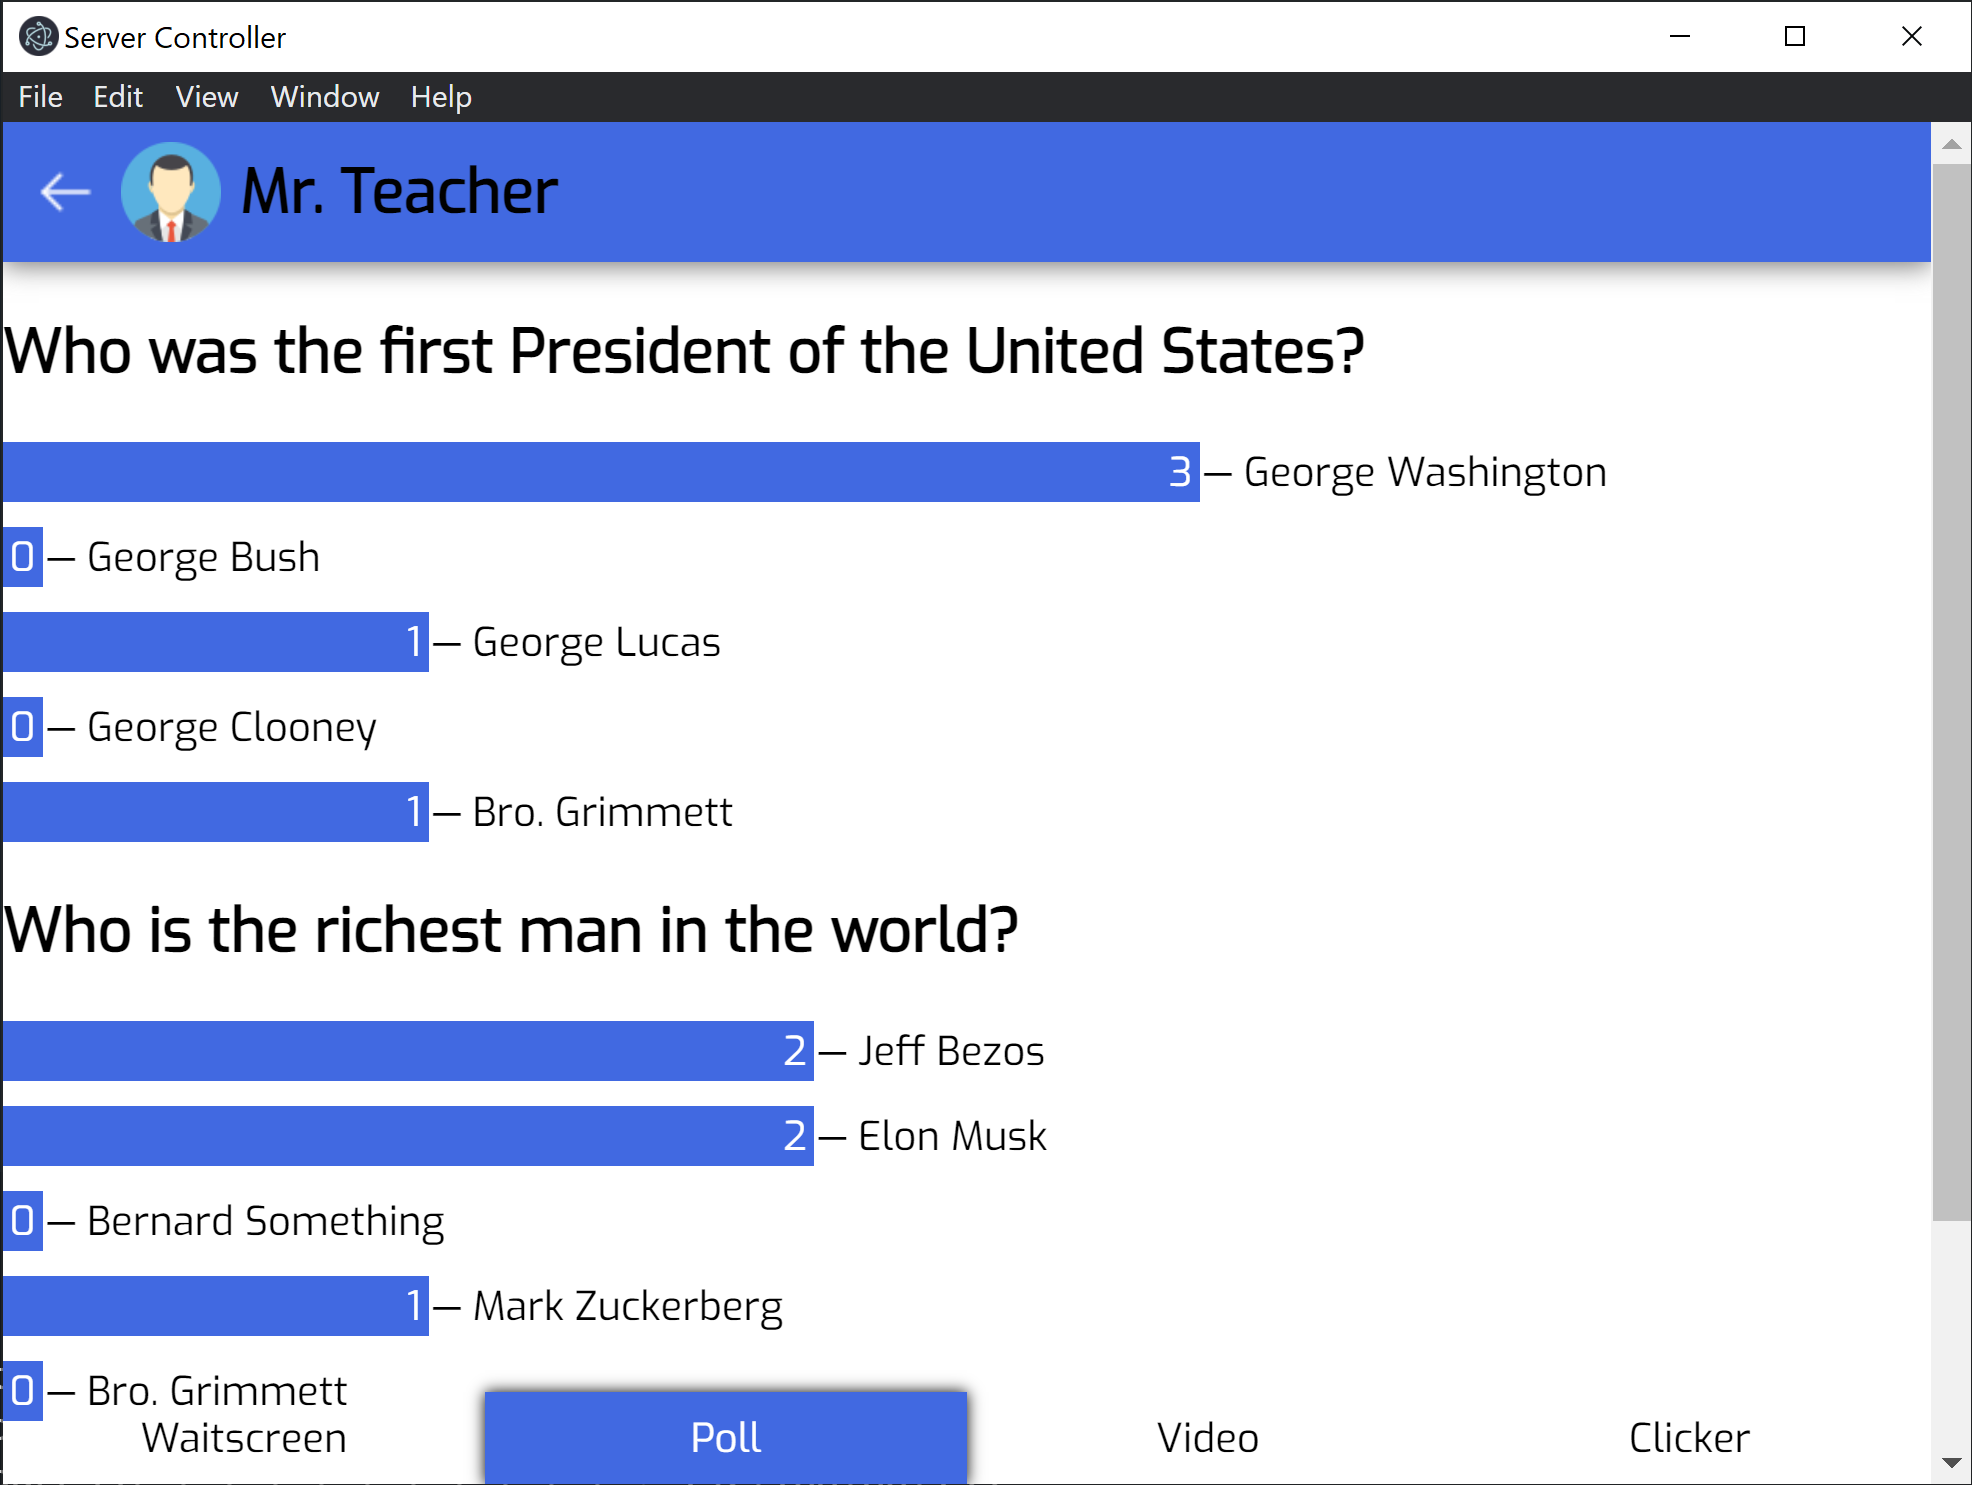 Server Controller
File Edit View Window Help
Mr. Teacher
Who was the first President of the United States?
3 — George Washington
0 — George Bush
1 — George Lucas
0 — George Clooney
1 — Bro. Grimmett
Who is the richest man in the world?
2 — Jeff Bezos
2 — Elon Musk
0 — Bernard Something
1 — Mark Zuckerberg
0 — Bro. Grimmett
Waitscreen Poll Video Clicker